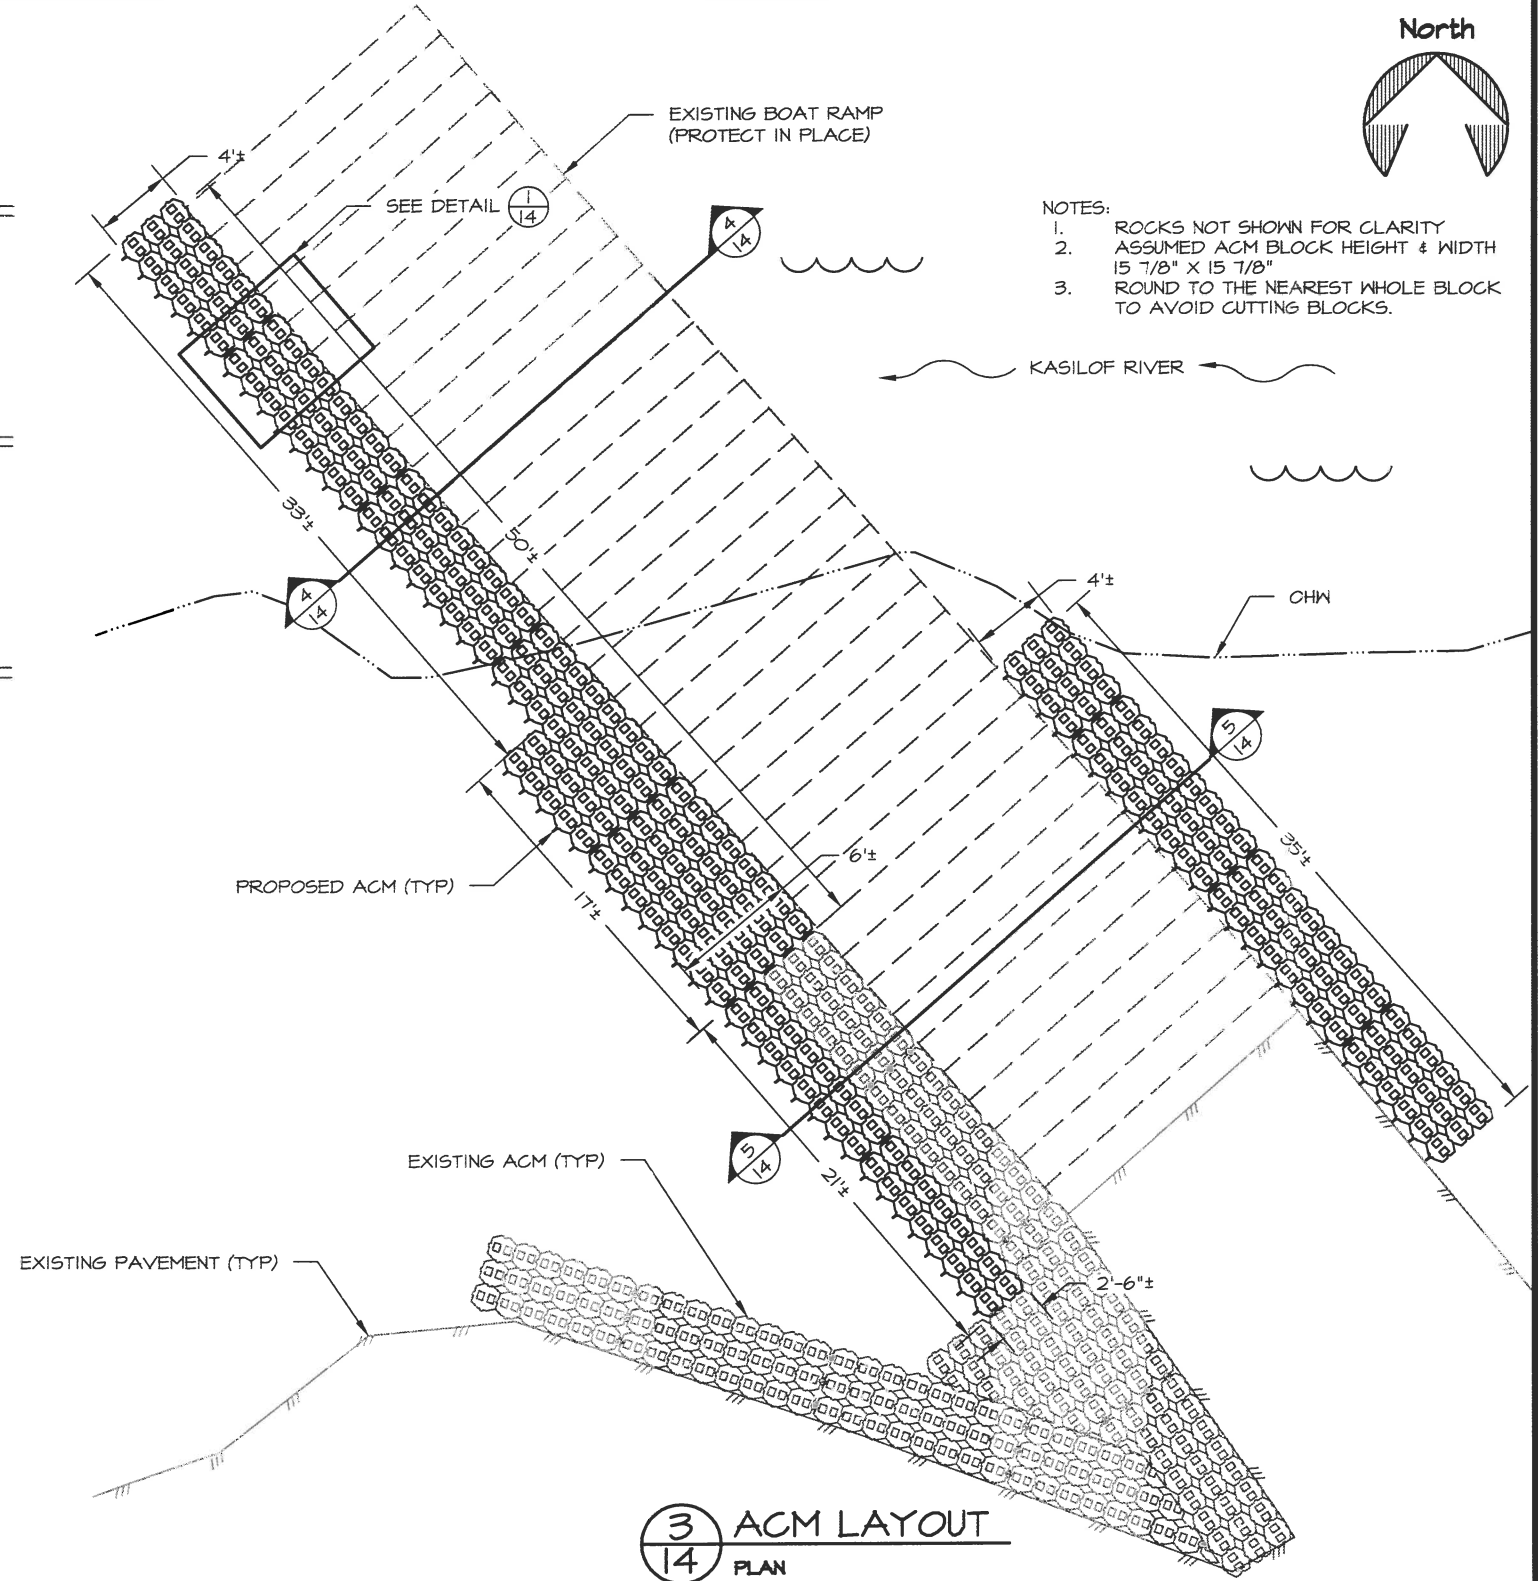 North
EXISTING BOAT RAMP
(PROTECT IN PLACE)
4'±
SEE DETAIL 1
14
4
14
NOTES:
1. ROCKS NOT SHOWN FOR CLARITY
2. ASSUMED ACM BLOCK HEIGHT & WIDTH
15 7/8" X 15 7/8"
3. ROUND TO THE NEAREST WHOLE BLOCK
TO AVOID CUTTING BLOCKS.
KASILOF RIVER
33'±
50'±
4
14
4'±
OHW
5
14
35'±
6'±
PROPOSED ACM (TYP)
17'±
5
14
EXISTING ACM (TYP)
21'±
EXISTING PAVEMENT (TYP)
2'-6"±
3
14
ACM LAYOUT
PLAN